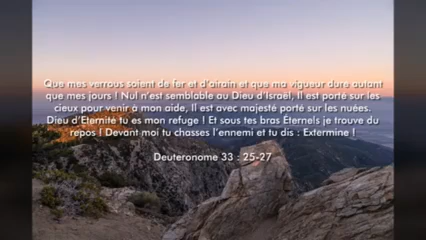 Que mes verrous soient de fer et d'airain et que ma vigueur dure autant
que mes jours ! Nul n'est semblable au Dieu d'Israël, Il est porté sur les
cieux pour venir à mon aide, Il est avec majesté porté sur les nuées.
Dieu d'Eternité tu es mon refuge ! Et sous tes bras Éternels je trouve du
repos ! Devant moi tu chasses l'ennemi et tu dis : Extermine !
Deuteronome 33 : 25-27